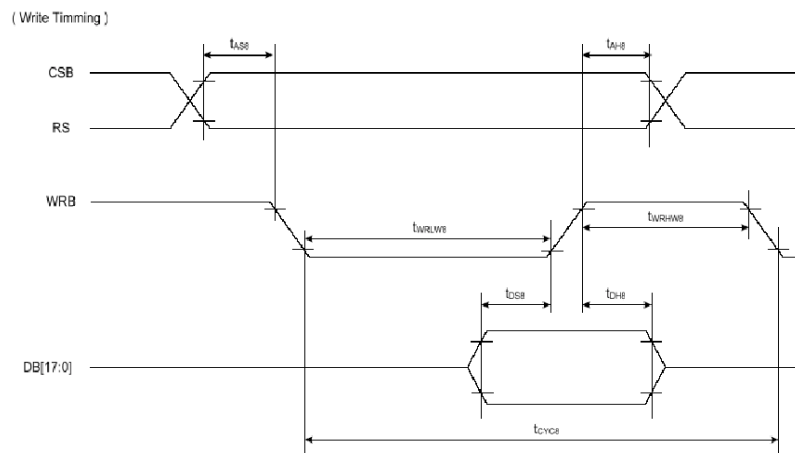 ( Write Timming )
tAS8 tAH8
CSB
RS
WRB
tWRLW8 tWRHW8
tDS8 tDH8
DB[17:0]
tCYC8